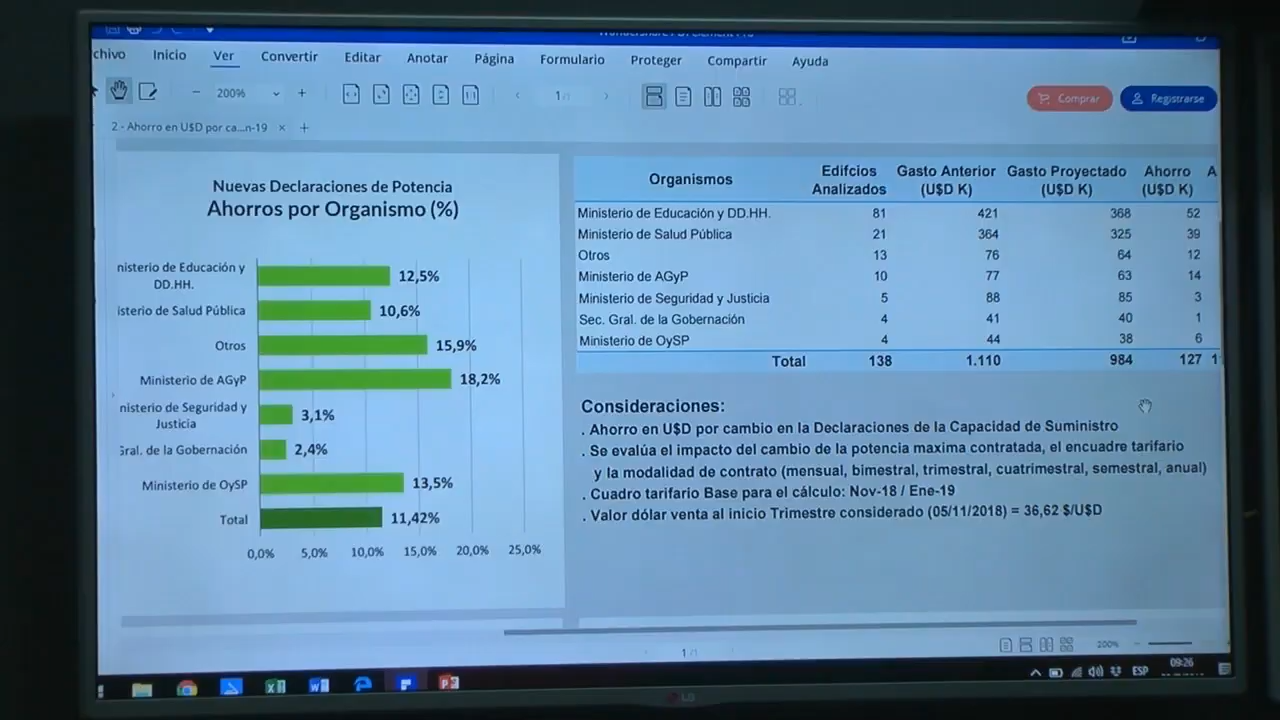 chivo Inicio Ver Convertir Editar Anotar Página Formulario Proteger Compartir Ayuda
200% 1/1 Comprar Registrarse
2 - Ahorro en U$D por ca...n-19
Nuevas Declaraciones de Potencia
Ahorros por Organismo (%)
nisterio de Educación y
DD.HH. 12,5%
isterio de Salud Pública 10,6%
Otros 15,9%
Ministerio de AGyP 18,2%
nisterio de Seguridad y
Justicia 3,1%
Gral. de la Gobernación 2,4%
Ministerio de OySP 13,5%
Total 11,42%
0,0% 5,0% 10,0% 15,0% 20,0% 25,0%
Organismos Edifcios Analizados Gasto Anterior (U$D K) Gasto Proyectado (U$D K) Ahorro (U$D K) A
Ministerio de Educación y DD.HH. 81 421 368 52
Ministerio de Salud Pública 21 364 325 39
Otros 13 76 64 12
Ministerio de AGyP 10 77 63 14
Ministerio de Seguridad y Justicia 5 88 85 3
Sec. Gral. de la Gobernación 4 41 40 1
Ministerio de OySP 4 44 38 6
Total 138 1.110 984 127 1
Consideraciones:
. Ahorro en U$D por cambio en la Declaraciones de la Capacidad de Suministro
. Se evalúa el impacto del cambio de la potencia maxima contratada, el encuadre tarifario
y la modalidad de contrato (mensual, bimestral, trimestral, cuatrimestral, semestral, anual)
. Cuadro tarifario Base para el cálculo: Nov-18 / Ene-19
. Valor dólar venta al inicio Trimestre considerado (05/11/2018) = 36,62 $/U$D
200%
ESP 09:26
LG